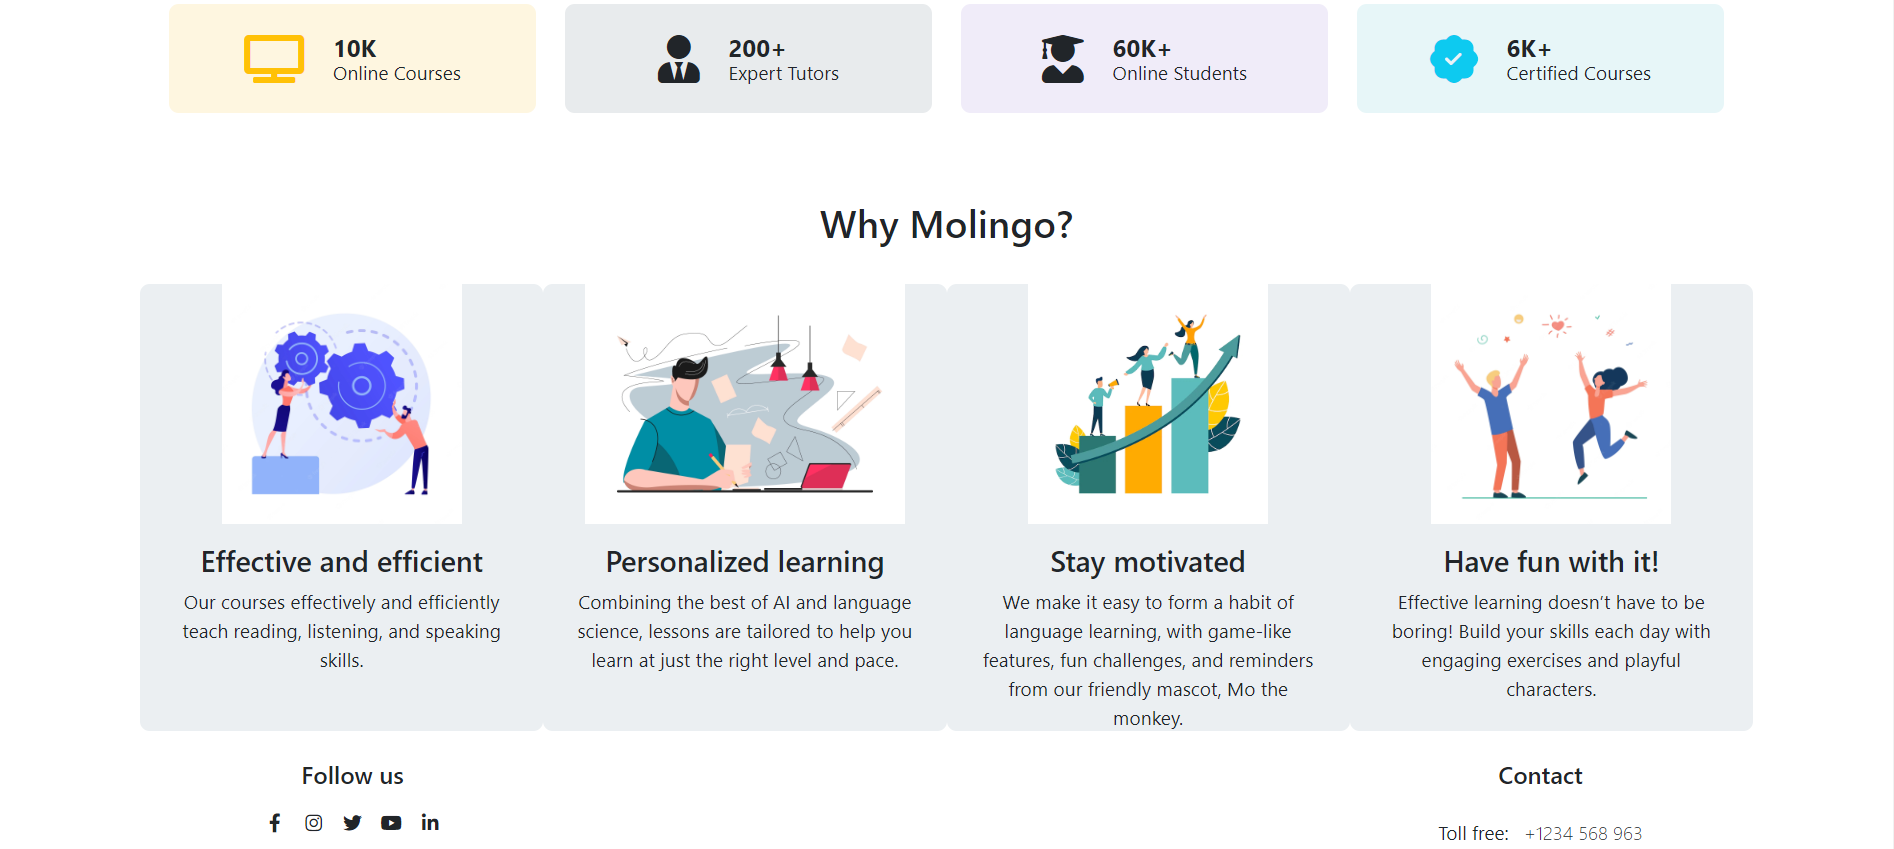 10K
Online Courses
200+
Expert Tutors
60K+
Online Students
6K+
Certified Courses
Why Molingo?
Effective and efficient
Our courses effectively and efficiently
teach reading, listening, and speaking
skills.
Personalized learning
Combining the best of AI and language
science, lessons are tailored to help you
learn at just the right level and pace.
Stay motivated
We make it easy to form a habit of
language learning, with game-like
features, fun challenges, and reminders
from our friendly mascot, Mo the
monkey.
Have fun with it!
Effective learning doesn’t have to be
boring! Build your skills each day with
engaging exercises and playful
characters.
Follow us
Contact
Toll free: +1234 568 963